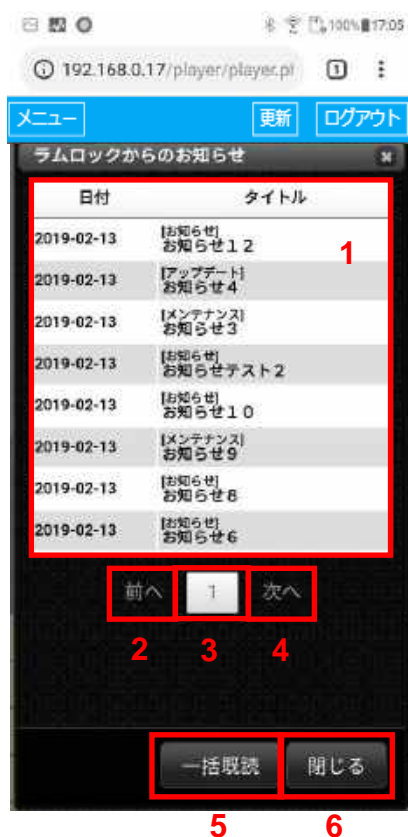 100% 17:05
192.168.0.17/player/player.pl 1
メニュー 更新 ログアウト
ラムロックからのお知らせ
日付 タイトル
1
2019-02-13 [お知らせ]
お知らせ12
2019-02-13 [アップデート]
お知らせ4
2019-02-13 [メンテナンス]
お知らせ3
2019-02-13 [お知らせ]
お知らせテスト2
2019-02-13 [お知らせ]
お知らせ10
2019-02-13 [メンテナンス]
お知らせ9
2019-02-13 [お知らせ]
お知らせ8
2019-02-13 [お知らせ]
お知らせ6
前へ 1 次へ
2 3 4
一括既読 閉じる
5 6